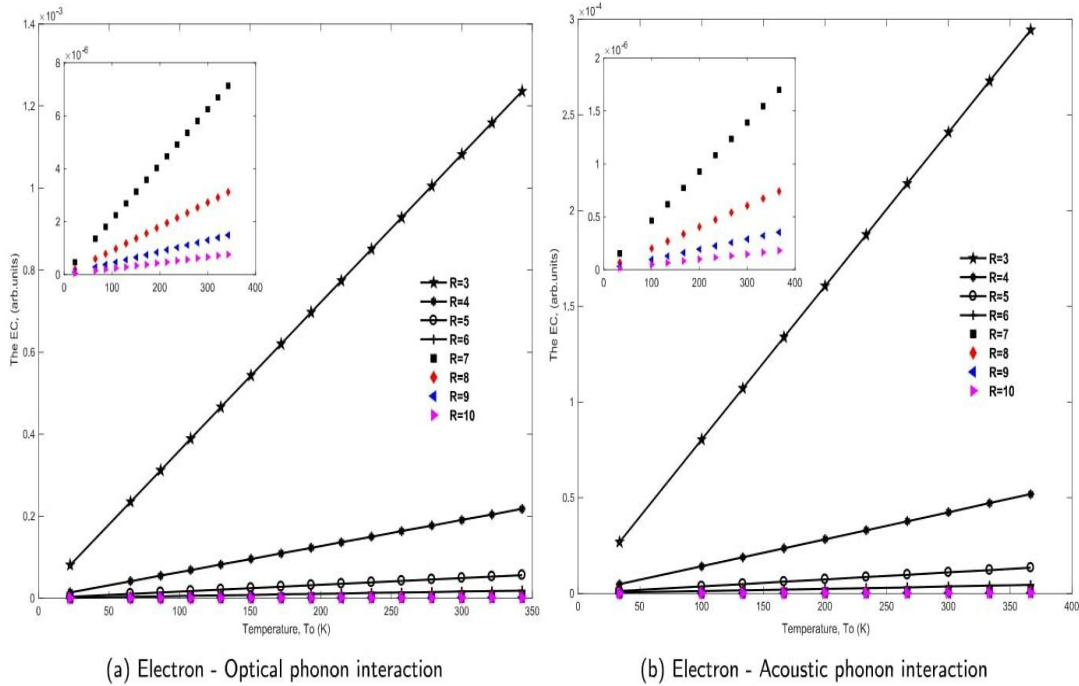 ×10⁻³
1.4
1.2
1
0.8
0.6
0.4
0.2
0
The EC, (arb.units)
×10⁻⁶
8
6
4
2
0
0 100 200 300 400
R=3
R=4
R=5
R=6
R=7
R=8
R=9
R=10
0 50 100 150 200 250 300 350
Temperature, To (K)
(a) Electron - Optical phonon interaction
×10⁻⁴
3
2.5
2
1.5
1
0.5
0
The EC, (arb.units)
×10⁻⁶
2
1.5
1
0.5
0
0 100 200 300 400
R=3
R=4
R=5
R=6
R=7
R=8
R=9
R=10
0 50 100 150 200 250 300 350 400
Temperature, To (K)
(b) Electron - Acoustic phonon interaction